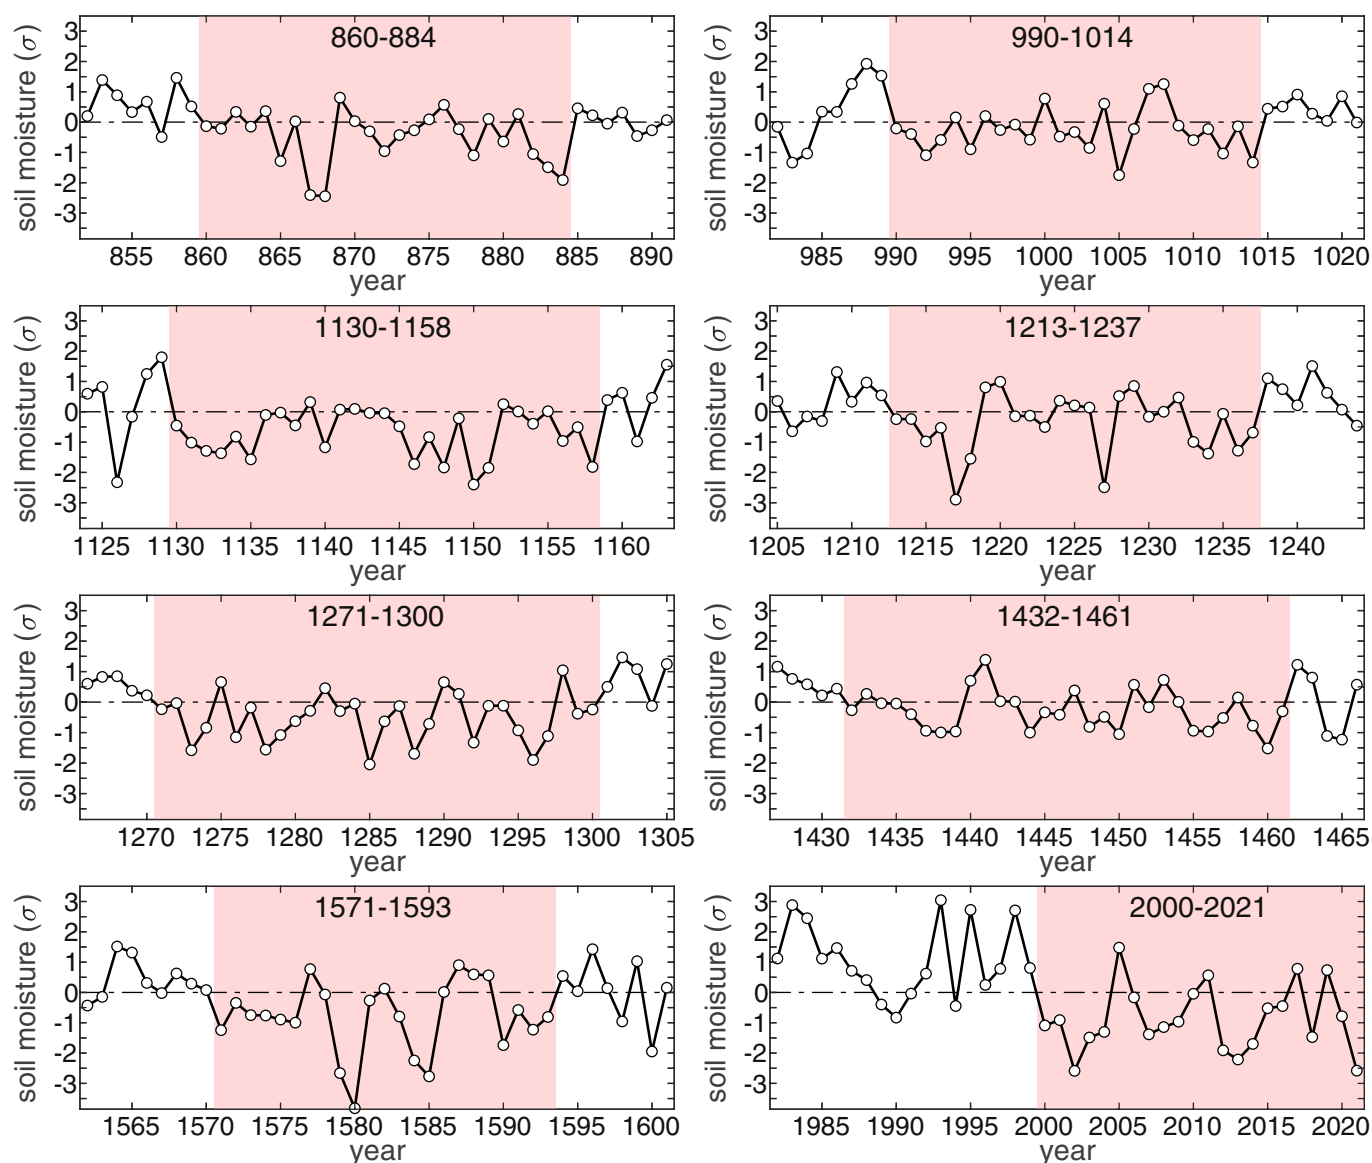 860-884
soil moisture (σ)
3
2
1
0
-1
-2
-3
855 860 865 870 875 880 885 890
year
990-1014
soil moisture (σ)
3
2
1
0
-1
-2
-3
985 990 995 1000 1005 1010 1015 1020
year
1130-1158
soil moisture (σ)
3
2
1
0
-1
-2
-3
1125 1130 1135 1140 1145 1150 1155 1160
year
1213-1237
soil moisture (σ)
3
2
1
0
-1
-2
-3
1205 1210 1215 1220 1225 1230 1235 1240
year
1271-1300
soil moisture (σ)
3
2
1
0
-1
-2
-3
1270 1275 1280 1285 1290 1295 1300 1305
year
1432-1461
soil moisture (σ)
3
2
1
0
-1
-2
-3
1430 1435 1440 1445 1450 1455 1460 1465
year
1571-1593
soil moisture (σ)
3
2
1
0
-1
-2
-3
1565 1570 1575 1580 1585 1590 1595 1600
year
2000-2021
soil moisture (σ)
3
2
1
0
-1
-2
-3
1985 1990 1995 2000 2005 2010 2015 2020
year